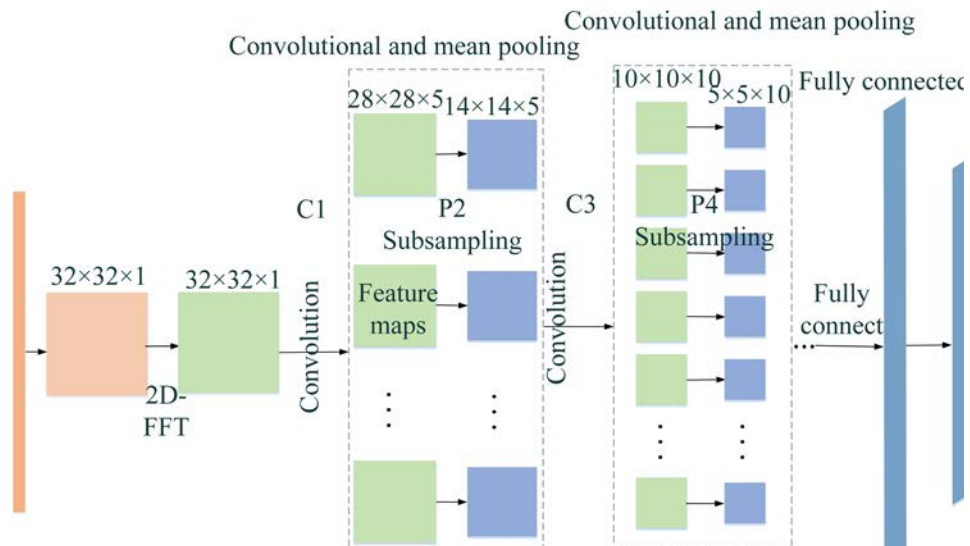 Convolutional and mean pooling
Convolutional and mean pooling
28×28×5
14×14×5
10×10×10
5×5×10
Fully connected
C1
P2
C3
P4
Subsampling
Subsampling
32×32×1
32×32×1
Convolution
Feature
maps
Convolution
Fully
connect
2D-
FFT